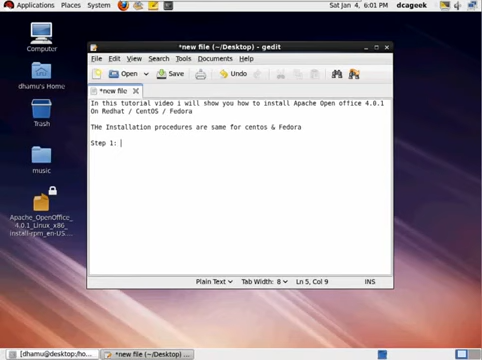 Applications Places System
Sat Jan 4, 6:01 PM dcageek
*new file (~/Desktop) - gedit
File Edit View Search Tools Documents Help
Open Save Undo
*new file
In this tutorial video i will show you how to install Apache Open office 4.0.1
On Redhat / CentOS / Fedora
THe Installation procedures are same for centos & Fedora
Step 1:
Computer
dhamu's Home
Trash
music
Apache_OpenOffice_
4.0.1_Linux_x86_
install-rpm_en-US....
Plain Text Tab Width: 8 Ln 5, Col 9 INS
[dhamu@desktop:/ho... *new file (~/Desktop) ...